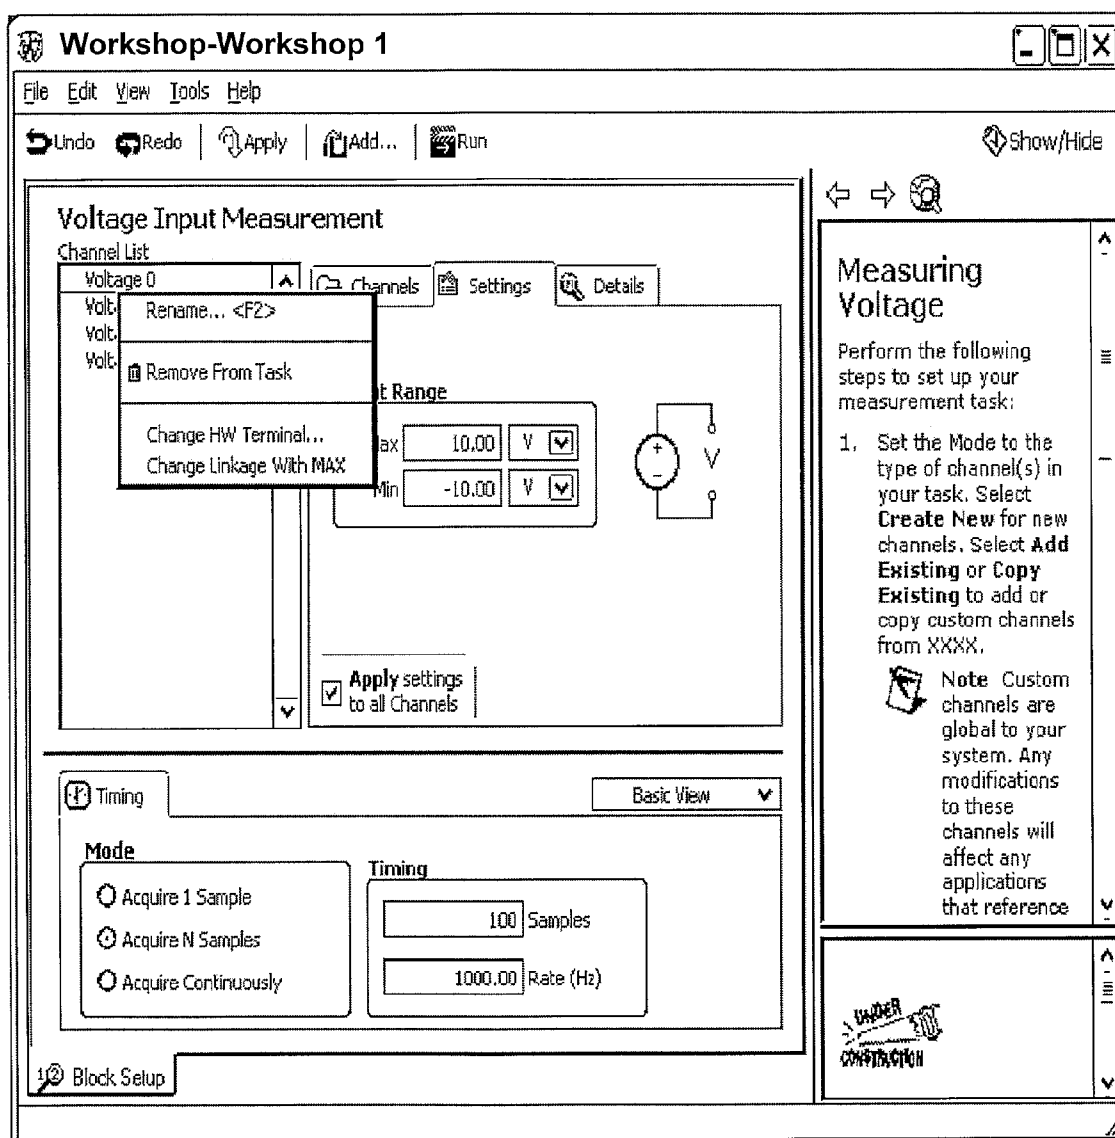 Workshop-Workshop 1
File Edit View Tools Help
Undo Redo Apply Add... Run Show/Hide
Voltage Input Measurement
Channel List
Voltage 0
Volt
Volt
Volt
Rename... <F2>
Remove From Task
Change HW Terminal...
Change Linkage With MAX
Channels Settings Details
t Range
ax 10.00 V
Min -10.00 V
+
V
−
Apply settings
to all Channels
Timing
Basic View
Mode
Acquire 1 Sample
Acquire N Samples
Acquire Continuously
Timing
100 Samples
1000.00 Rate (Hz)
Block Setup
Measuring
Voltage
Perform the following
steps to set up your
measurement task:
1. Set the Mode to the
type of channel(s) in
your task. Select
Create New for new
channels. Select Add
Existing or Copy
Existing to add or
copy custom channels
from XXXX.
Note Custom
channels are
global to your
system. Any
modifications
to these
channels will
affect any
applications
that reference
UNDER
CONSTRUCTION